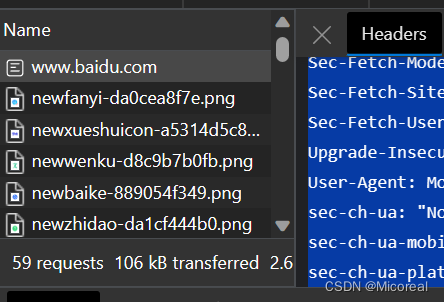 Name
www.baidu.com
newfanyi-da0cea8f7e.png
newxueshuicon-a5314d5c8...
newwenku-d8c9b7b0fb.png
newbaike-889054f349.png
newzhidao-da1cf444b0.png
59 requests 106 kB transferred 2.6
Headers
Sec-Fetch-Mode
Sec-Fetch-Site
Sec-Fetch-User
Upgrade-Insecu
User-Agent: Mo
sec-ch-ua: "No
sec-ch-ua-mobi
sec-ch-ua-plat
CSDN @Micoreal